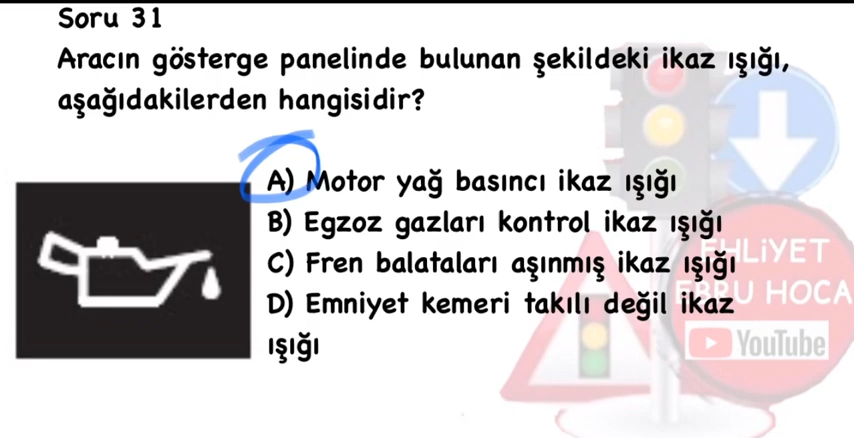 Soru 31
Aracın gösterge panelinde bulunan şekildeki ikaz ışığı,
aşağıdakilerden hangisidir?
A) Motor yağ basıncı ikaz ışığı
B) Egzoz gazları kontrol ikaz ışığı
C) Fren balataları aşınmış ikaz ışığı
D) Emniyet kemeri takılı değil ikaz
ışığı
EHLİYET
EBRU HOCA
YouTube